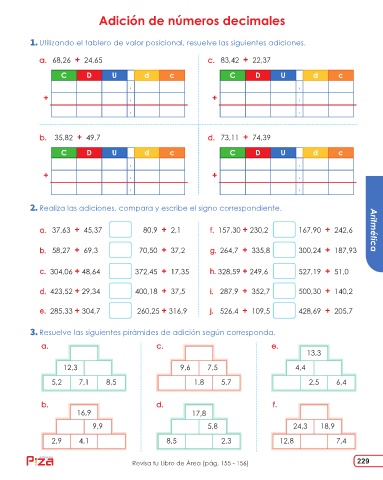 Adición de números decimales
1. Utilizando el tablero de valor posicional, resuelve las siguientes adiciones.
a. 68,26 + 24,65
c. 83,42 + 22,37
C D U d c
C D U d c
+ ,
,
+ ,
,
b. 35,82 + 49,7
d. 73,11 + 74,39
C D U d c
C D U d c
+ ,
,
+ ,
,
2. Realiza las adiciones, compara y escribe el signo correspondiente.
a. 37,63 + 45,37 80,9 + 2,1
f. 157,30 + 230,2 167,90 + 242,6
b. 58,27 + 69,3 70,50 + 37,2
g. 264,7 + 335,8 300,24 + 187,93
c. 304,06 + 48,64 372,45 + 17,35
h. 328,59 + 249,6 527,19 + 51,0
d. 423,52 + 29,34 400,18 + 37,5
i. 287,9 + 352,7 500,30 + 140,2
e. 285,33 + 304,7 260,25 + 316,9
j. 526,4 + 109,5 428,69 + 205,7
Aritmética
3. Resuelve las siguientes pirámides de adición según corresponda.
a.
12,3
5,2 7,1 8,5
c.
9,6 7,5
1,8 5,7
e.
13,3
4,4
2,5 6,4
b.
16,9
9,9
2,9 4,1
d.
17,8
5,8
8,5 2,3
f.
24,3 18,9
12,8 7,4
Pizza
Revisa tu Libro de Área (pág. 155 - 156)
229